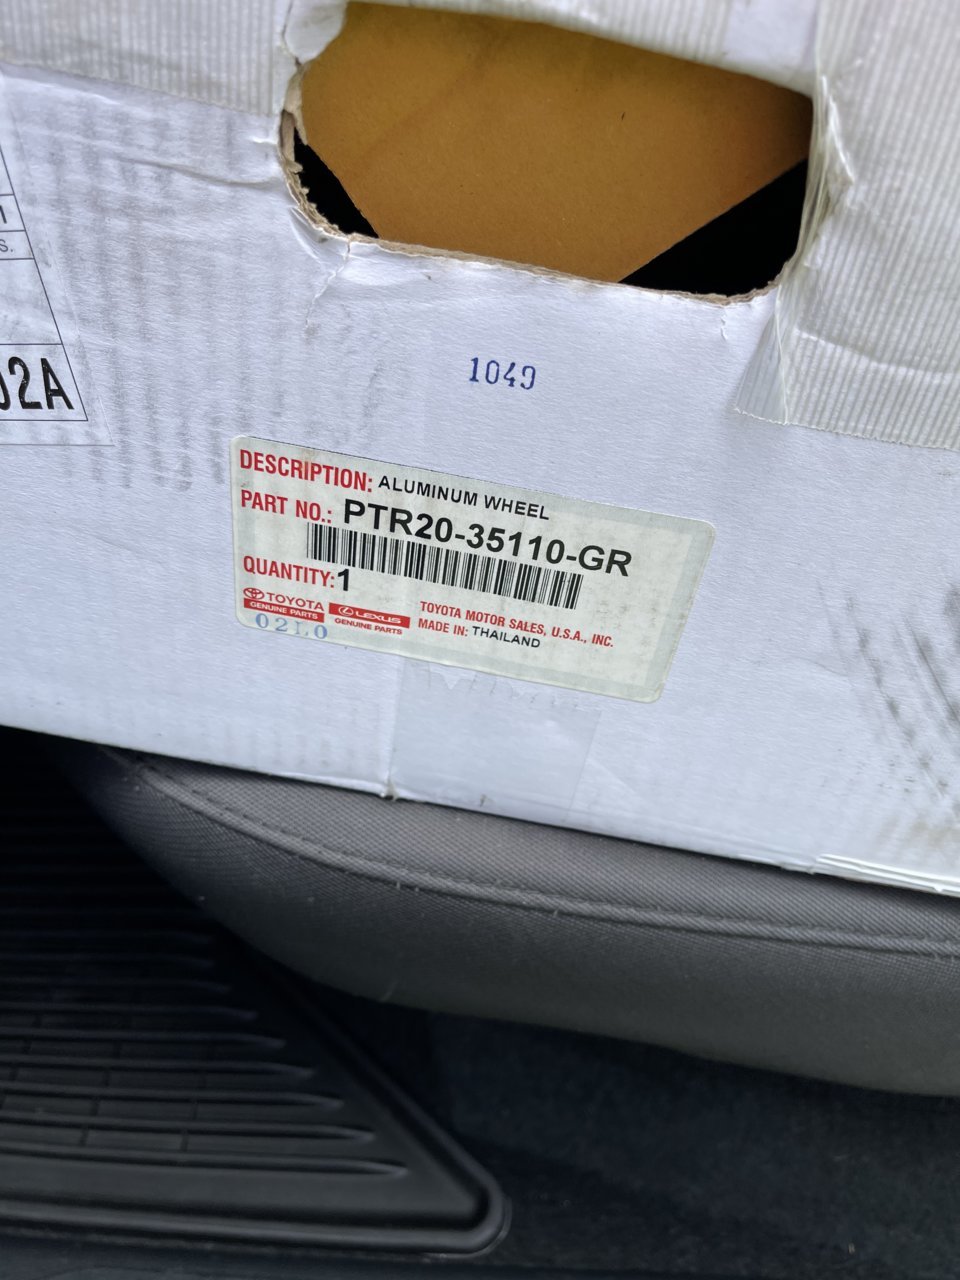 1
S.
02A
1049
DESCRIPTION: ALUMINUM WHEEL
PART NO.: PTR20-35110-GR
QUANTITY: 1
TOYOTA
GENUINE PARTS
LEXUS
GENUINE PARTS
TOYOTA MOTOR SALES, U.S.A., INC.
MADE IN: THAILAND
02L0